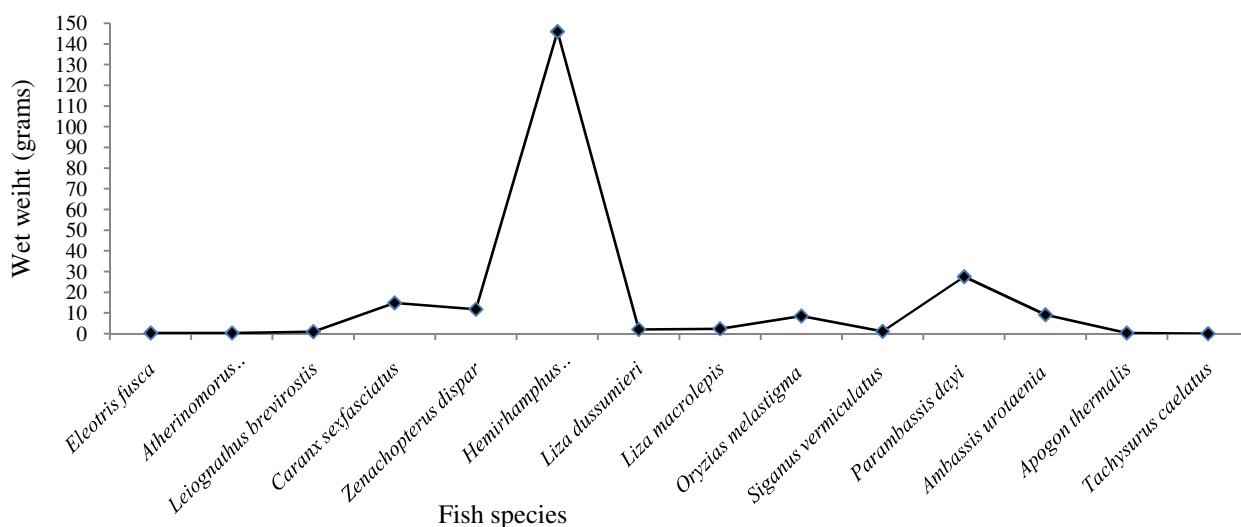 Wet weiht (grams)
150
140
130
120
110
100
90
80
70
60
50
40
30
20
10
0
Eleotris fusca
Atherinomorus...
Leiognathus brevirostis
Caranx sexfasciatus
Zenachopterus dispar
Hemirhamphus...
Liza dussumieri
Liza macrolepis
Oryzias melastigma
Siganus vermiculatus
Parambassis dayi
Ambassis urotaenia
Apogon thermalis
Tachysurus caelatus
Fish species